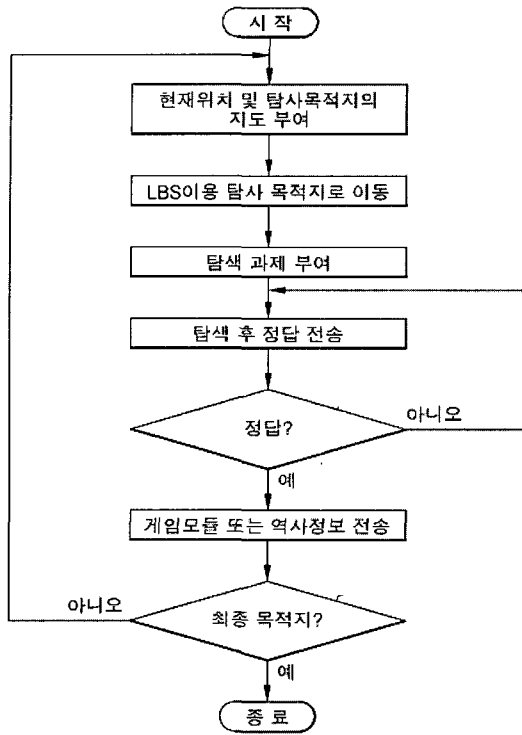 시 작
현재위치 및 탐사목적지의
지도 부여
LBS이용 탐사 목적지로 이동
탐색 과제 부여
탐색 후 정답 전송
정답?
아니오
예
게임모듈 또는 역사정보 전송
아니오
최종 목적지?
예
종 료